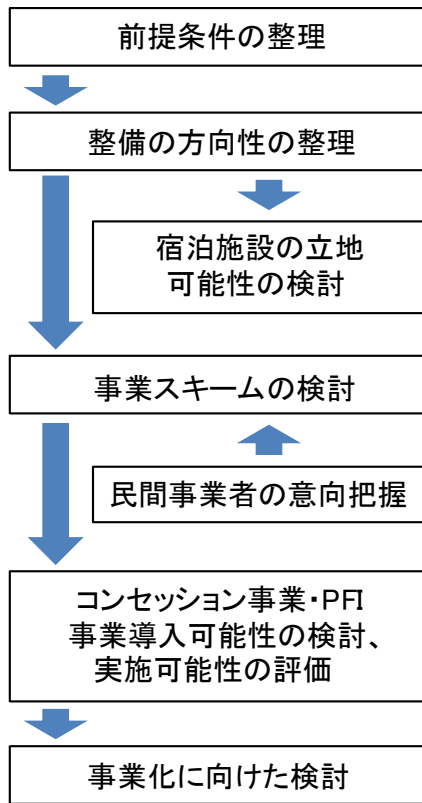 前提条件の整理
整備の方向性の整理
宿泊施設の立地
可能性の検討
事業スキームの検討
民間事業者の意向把握
コンセッション事業・PFI
事業導入可能性の検討、
実施可能性の評価
事業化に向けた検討